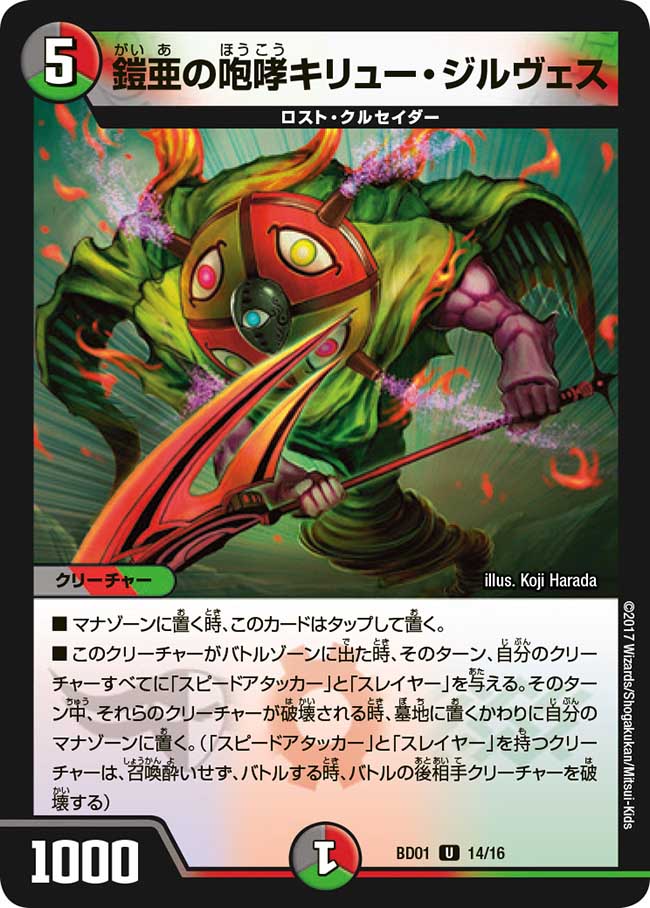 5
がいあ ほうこう
鎧亜の咆哮キリュー・ジルヴェス
ロスト・クルセイダー
クリーチャー
illus. Koji Harada
■ マナゾーンに置く時、このカードはタップして置く。
■ このクリーチャーがバトルゾーンに出た時、そのターン、自分のクリー
チャーすべてに「スピードアタッカー」と「スレイヤー」を与える。そのター
ン中、それらのクリーチャーが破壊される時、墓地に置くかわりに自分の
マナゾーンに置く。(「スピードアタッカー」と「スレイヤー」を持つクリー
チャーは、召喚酔いせず、バトルする時、バトルの後相手クリーチャーを破
壊する)
©2017 Wizards/Shogakukan/Mitsui-Kids
1000
1
BD01 U 14/16